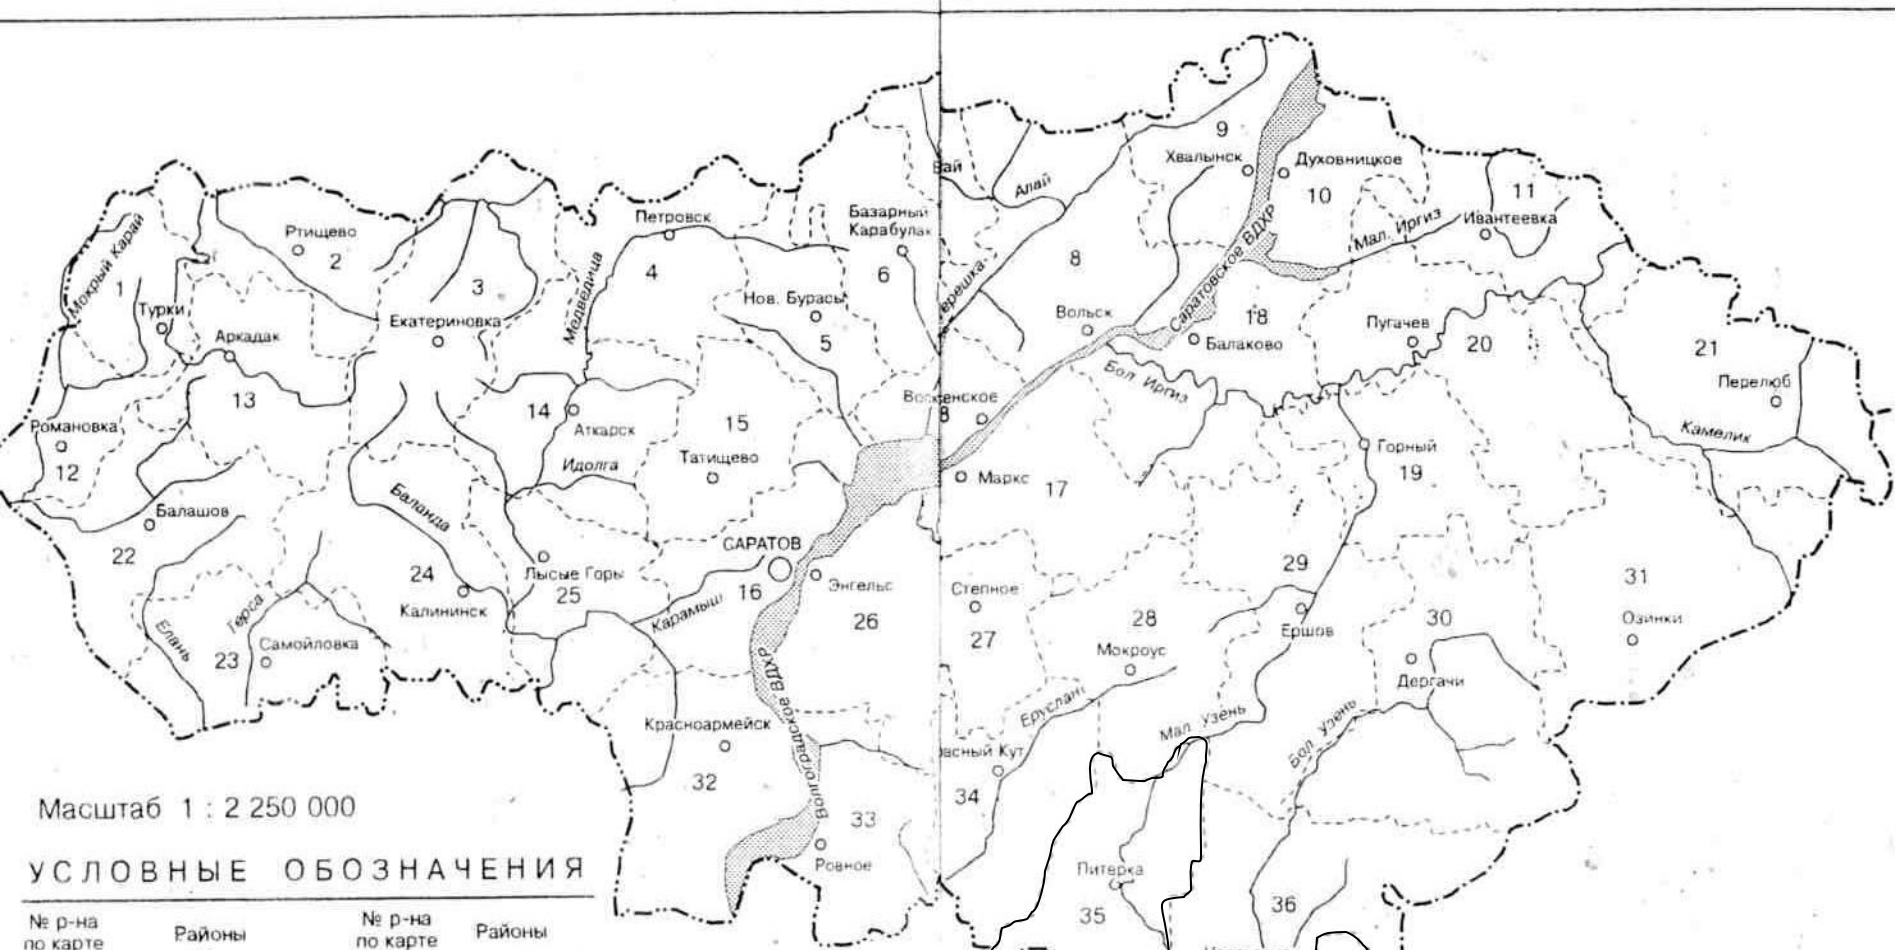 9
Хвалынск
Духовницкое
10
11
Ивантеевка
Алай
Мал. Иргиз
Мокрый Карай
1
Турки
Ртищево
2
3
Екатериновка
Медведица
Петровск
4
Базарный
Карабулак
6
Нов. Бурасы
5
8
Вольск
Саратовское ВДХР
18
Балаково
Пугачев
20
21
Перелюб
Аркадак
13
Романовка
12
14
Аткарск
15
Татищево
Идолга
8
Бол. Иргиз
Маркс
17
Горный
19
Камелик
Балашов
22
Баланда
САРАТОВ
16
Энгельс
26
Лысые Горы
25
24
Калининск
Карамыш
Терса
Елань
23
Самойловка
Степное
27
28
Мокроус
29
Ершов
30
Дергачи
31
Озинки
Волгоградское ВДХР
Красноармейск
32
33
Ровное
асный Кут
34
Еруслан
Мал. Узень
Бол. Узень
Питерка
35
36
Масштаб 1 : 2 250 000
УСЛОВНЫЕ ОБОЗНАЧЕНИЯ
№ р-на
по карте
Районы
№ р-на
по карте
Районы